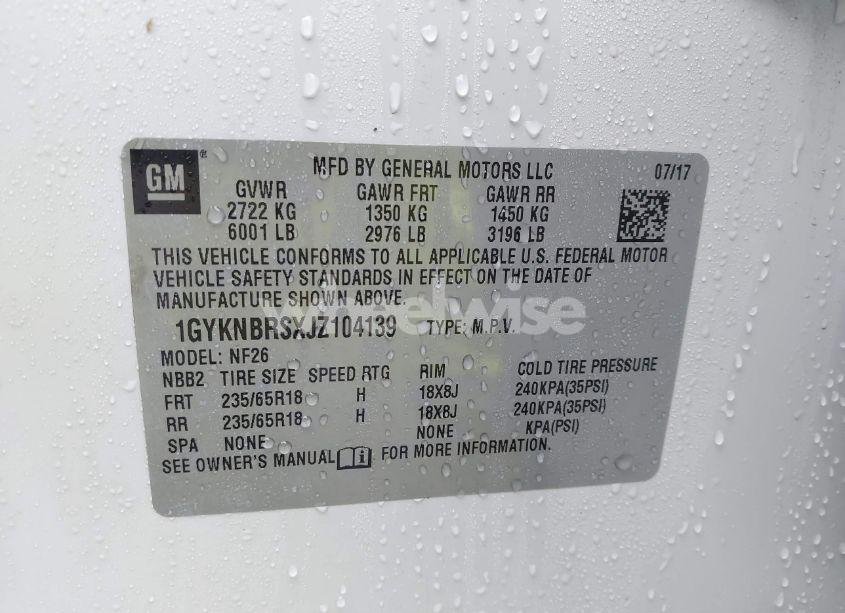 GM ® MFD BY GENERAL MOTORS LLC 07/17
GVWR GAWR FRT GAWR RR
2722 KG 1350 KG 1450 KG
6001 LB 2976 LB 3196 LB
THIS VEHICLE CONFORMS TO ALL APPLICABLE U.S. FEDERAL MOTOR
VEHICLE SAFETY STANDARDS IN EFFECT ON THE DATE OF
MANUFACTURE SHOWN ABOVE.
wheelwise
1GYKNBRSXJZ104139 TYPE: M.P.V.
MODEL: NF26
NBB2 TIRE SIZE SPEED RTG RIM COLD TIRE PRESSURE
FRT 235/65R18 H 18X8J 240KPA(35PSI)
RR 235/65R18 H 18X8J 240KPA(35PSI)
SPA NONE NONE KPA(PSI)
SEE OWNER'S MANUAL i FOR MORE INFORMATION.